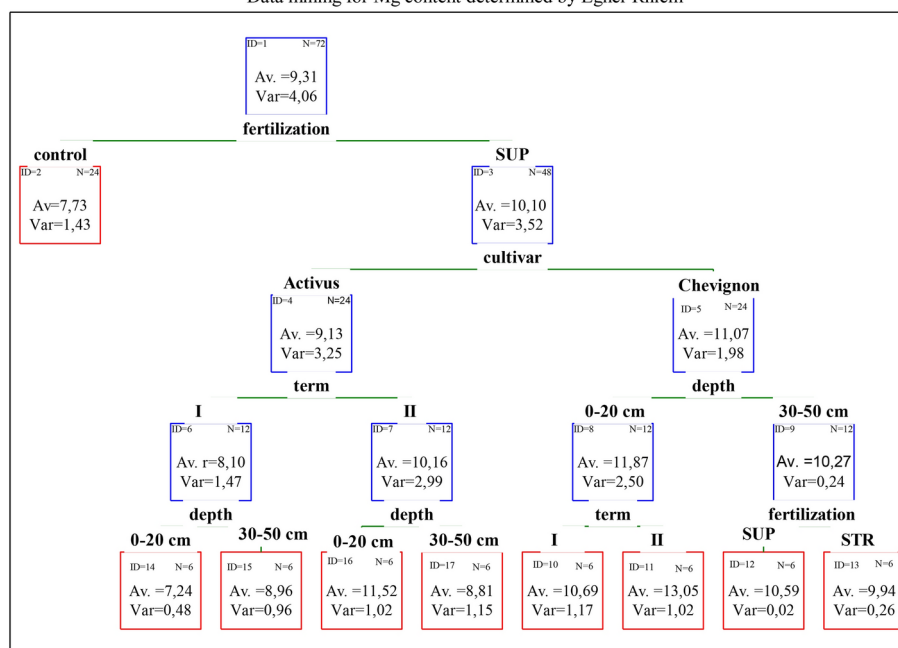 Data mining for Mg content determined by Egner Rhiem
ID=1 N=72
Av. =9,31
Var=4,06
fertilization
control SUP
ID=2 N=24 ID=3 N=48
Av=7,73 Av. =10,10
Var=1,43 Var=3,52
cultivar
Activus Chevignon
ID=4 N=24 ID=5 N=24
Av. =9,13 Av. =11,07
Var=3,25 Var=1,98
term depth
I II 0-20 cm 30-50 cm
ID=6 N=12 ID=7 N=12 ID=8 N=12 ID=9 N=12
Av. r=8,10 Av. =10,16 Av. =11,87 Av. =10,27
Var=1,47 Var=2,99 Var=2,50 Var=0,24
depth depth term fertilization
0-20 cm 30-50 cm 0-20 cm 30-50 cm I II SUP STR
ID=14 N=6 ID=15 N=6 ID=16 N=6 ID=17 N=6 ID=10 N=6 ID=11 N=6 ID=12 N=6 ID=13 N=6
Av. =7,24 Av. =8,96 Av. =11,52 Av. =8,81 Av. =10,69 Av. =13,05 Av. =10,59 Av. =9,94
Var=0,48 Var=0,96 Var=1,02 Var=1,15 Var=1,17 Var=1,02 Var=0,02 Var=0,26